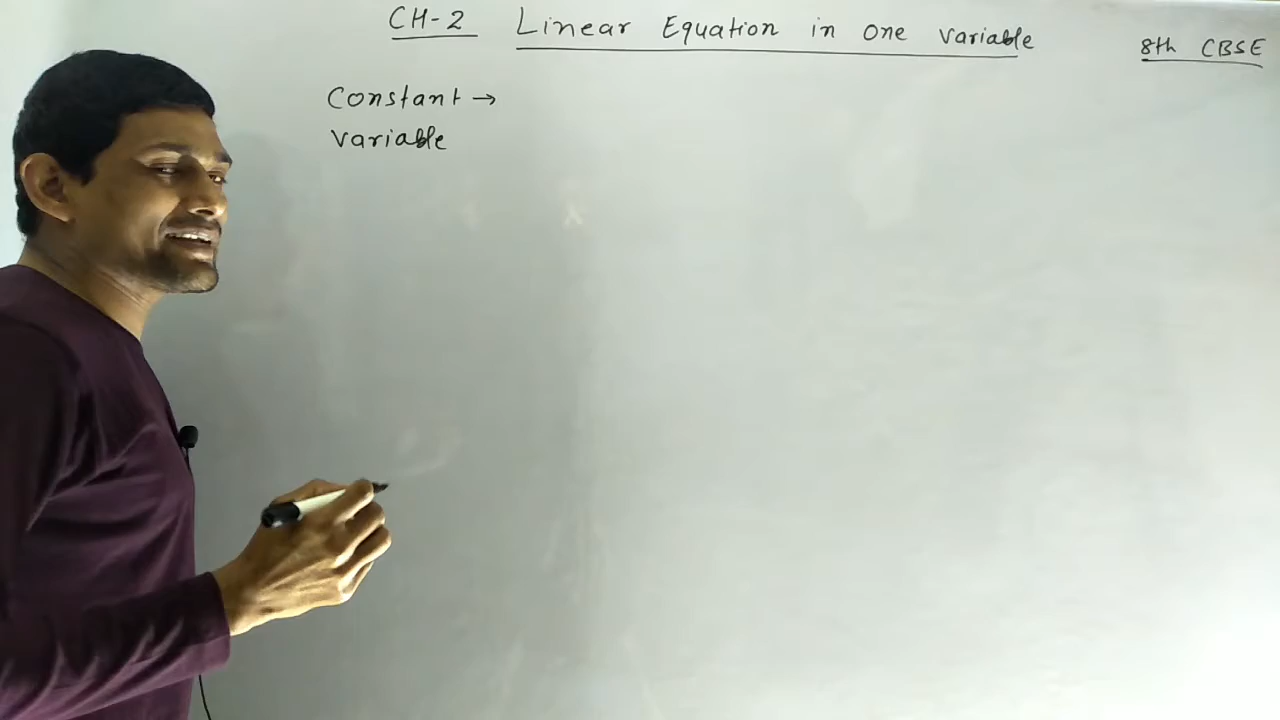 CH-2 Linear Equation in one variable
8th CBSE
Constant →
Variable